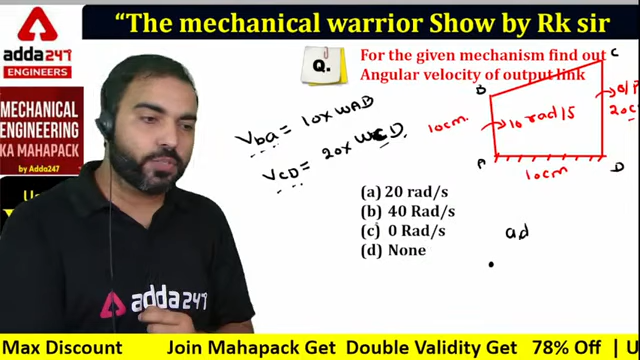 adda247
ENGINEERS
"The mechanical warrior Show by Rk sir
MECHANICAL
ENGINEERING
KA MAHAPACK
by Adda247
Q.
For the given mechanism find out
Angular velocity of output link
Vba = 10 x WAB
VCD = 20 x WCD.
B
C
10cm.
10 rad/s
O/P
20c
A
10cm
D
(a) 20 rad/s
(b) 40 Rad/s
(c) 0 Rad/s
(d) None
ad
adda247
Max Discount Join Mahapack Get Double Validity Get 78% Off